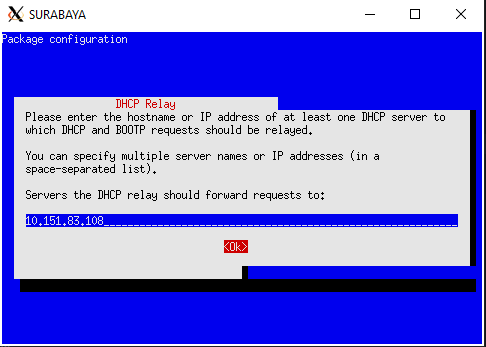 SURABAYA
Package configuration
DHCP Relay
Please enter the hostname or IP address of at least one DHCP server to
which DHCP and BOOTP requests should be relayed.
You can specify multiple server names or IP addresses (in a
space-separated list).
Servers the DHCP relay should forward requests to:
10.151.83.108____________________________________________________________
<Ok>